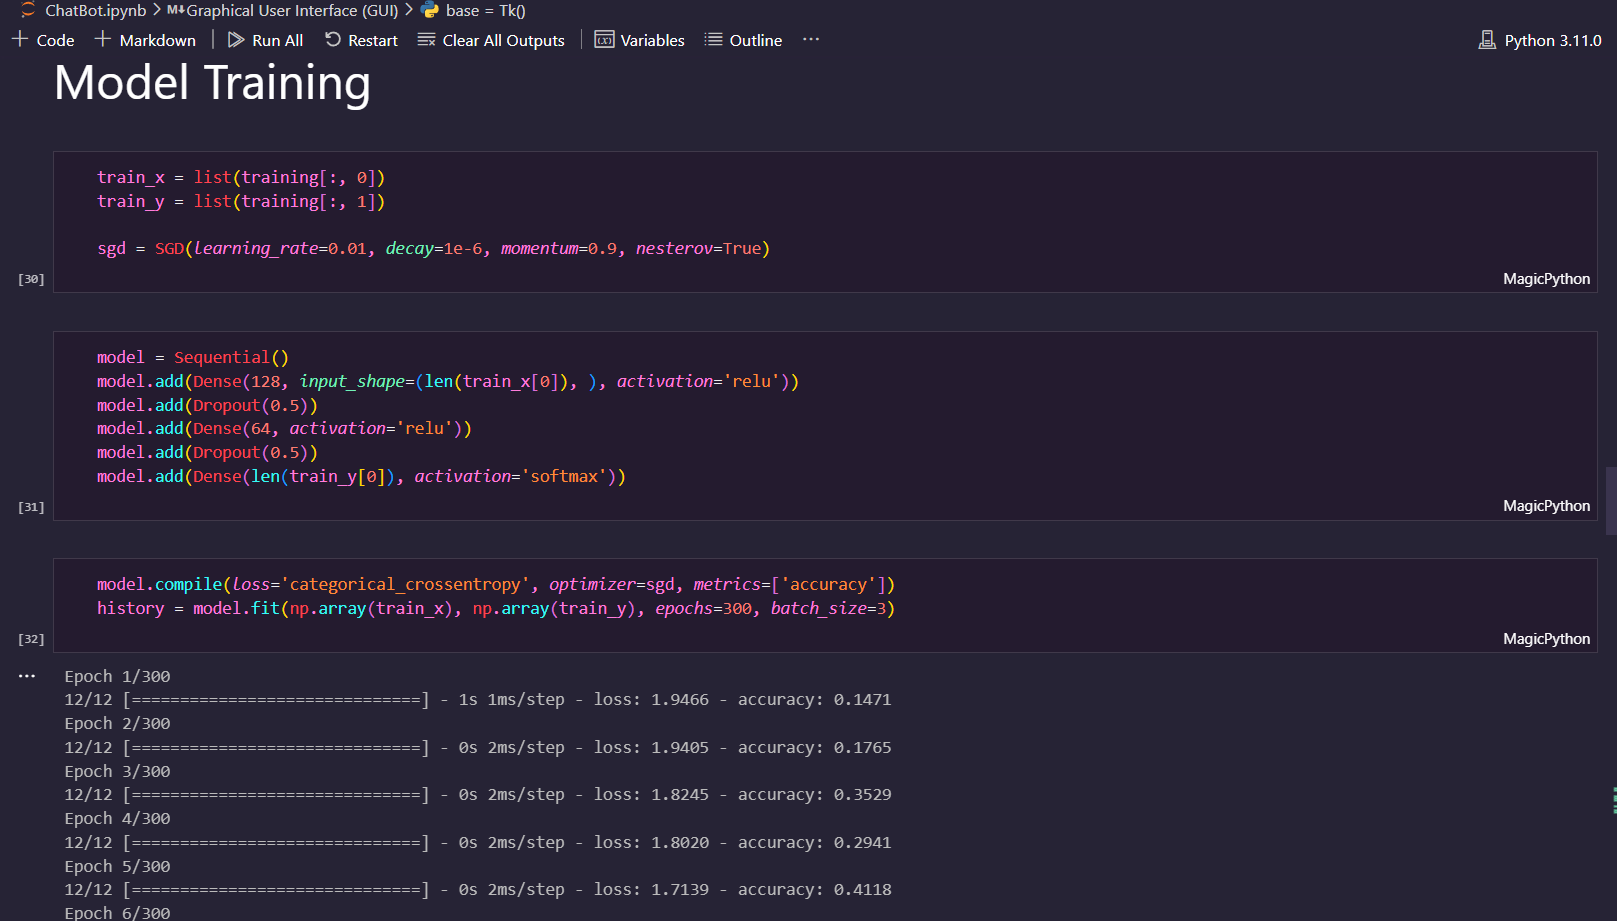 ChatBot.ipynb > M↓Graphical User Interface (GUI) > base = Tk()
+ Code + Markdown | Run All Restart Clear All Outputs | Variables Outline ··· Python 3.11.0
Model Training
train_x = list(training[:, 0])
train_y = list(training[:, 1])
sgd = SGD(learning_rate=0.01, decay=1e-6, momentum=0.9, nesterov=True)
[30]
MagicPython
model = Sequential()
model.add(Dense(128, input_shape=(len(train_x[0]), ), activation='relu'))
model.add(Dropout(0.5))
model.add(Dense(64, activation='relu'))
model.add(Dropout(0.5))
model.add(Dense(len(train_y[0]), activation='softmax'))
[31]
MagicPython
model.compile(loss='categorical_crossentropy', optimizer=sgd, metrics=['accuracy'])
history = model.fit(np.array(train_x), np.array(train_y), epochs=300, batch_size=3)
[32]
MagicPython
··· Epoch 1/300
12/12 [==============================] - 1s 1ms/step - loss: 1.9466 - accuracy: 0.1471
Epoch 2/300
12/12 [==============================] - 0s 2ms/step - loss: 1.9405 - accuracy: 0.1765
Epoch 3/300
12/12 [==============================] - 0s 2ms/step - loss: 1.8245 - accuracy: 0.3529
Epoch 4/300
12/12 [==============================] - 0s 2ms/step - loss: 1.8020 - accuracy: 0.2941
Epoch 5/300
12/12 [==============================] - 0s 2ms/step - loss: 1.7139 - accuracy: 0.4118
Epoch 6/300